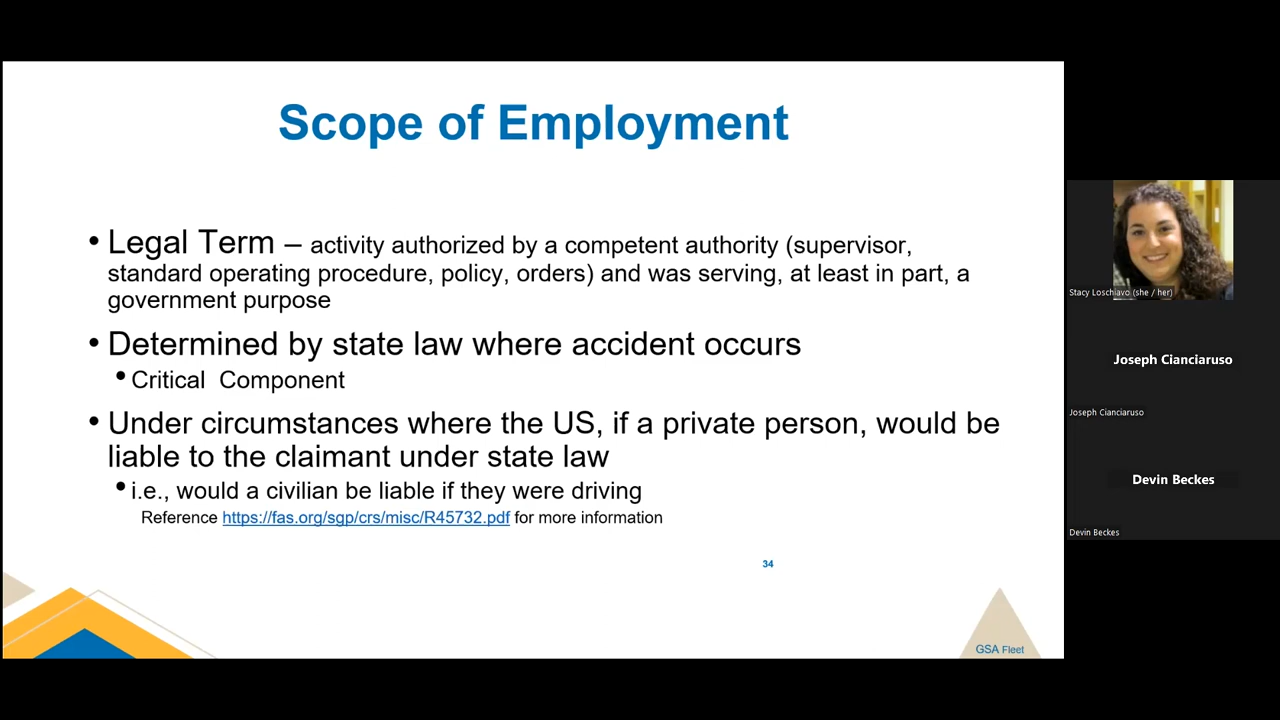 Scope of Employment
• Legal Term – activity authorized by a competent authority (supervisor,
standard operating procedure, policy, orders) and was serving, at least in part, a
government purpose
• Determined by state law where accident occurs
• Critical  Component
• Under circumstances where the US, if a private person, would be
liable to the claimant under state law
• i.e., would a civilian be liable if they were driving
Reference https://fas.org/sgp/crs/misc/R45732.pdf for more information
34
GSA Fleet
Stacy Loschiavo (she / her)
Joseph Cianciaruso
Joseph Cianciaruso
Devin Beckes
Devin Beckes